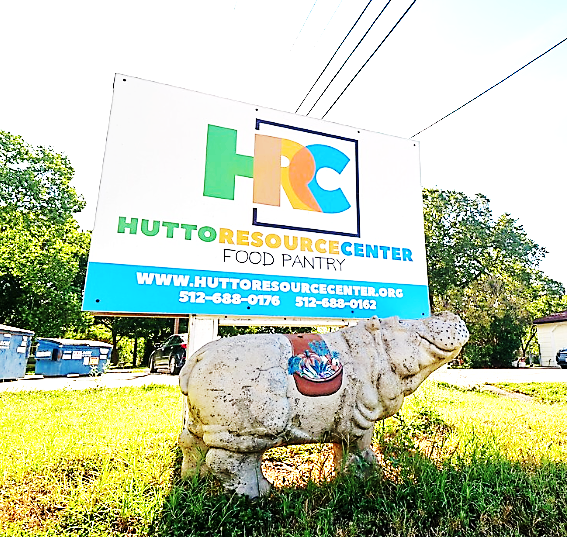 HRC
HUTTORESOURCECENTER
FOOD PANTRY
WWW.HUTTORESOURCECENTER.ORG
512-688-0176 512-688-0162